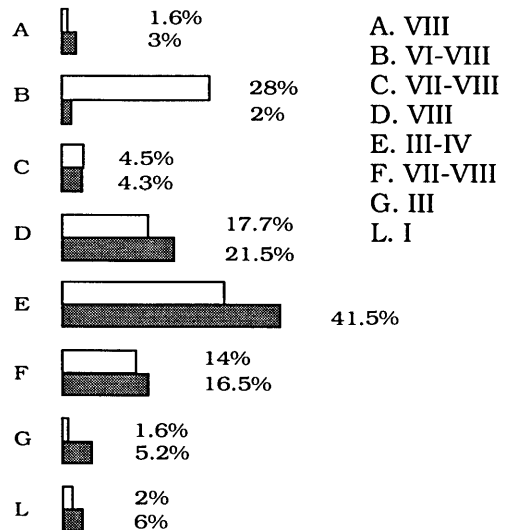 A 1.6%
3%
B 28%
2%
C 4.5%
4.3%
D 17.7%
21.5%
E 41.5%
F 14%
16.5%
G 1.6%
5.2%
L 2%
6%
A. VIII
B. VI-VIII
C. VII-VIII
D. VIII
E. III-IV
F. VII-VIII
G. III
L. I